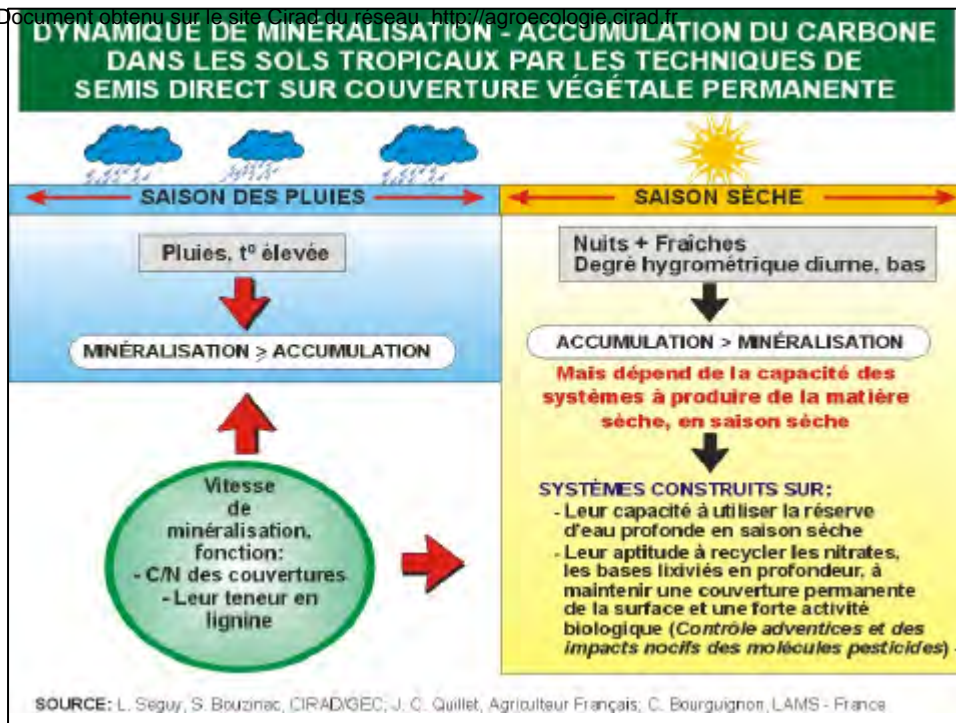 Document obtenu sur le site Cirad du réseau http://agroecologie.cirad.fr
DYNAMIQUE DE MINÉRALISATION - ACCUMULATION DU CARBONE
DANS LES SOLS TROPICAUX PAR LES TECHNIQUES DE
SEMIS DIRECT SUR COUVERTURE VÉGÉTALE PERMANENTE
SAISON DES PLUIES
Pluies, tº élevée
MINÉRALISATION ≥ ACCUMULATION
Vitesse
de
minéralisation,
fonction:
- C/N des couvertures
- Leur teneur en
lignine
SAISON SÈCHE
Nuits + Fraîches
Degré hygrométrique diurne, bas
ACCUMULATION > MINÉRALISATION
Mais dépend de la capacité des
systèmes à produire de la matière
sèche, en saison sèche
SYSTÈMES CONSTRUITS SUR:
- Leur capacité à utiliser la réserve
d'eau profonde en saison sèche
- Leur aptitude à recycler les nitrates,
les bases lixiviés en profondeur, à
maintenir une couverture permanente
de la surface et une forte activité
biologique (Contrôle adventices et des
impacts nocifs des molécules pesticides) -
SOURCE: L. Seguy, S. Bouzinac, CIRAD/GEC; J. C. Quillet, Agriculteur Français; C. Bourguignon, LAMS - France